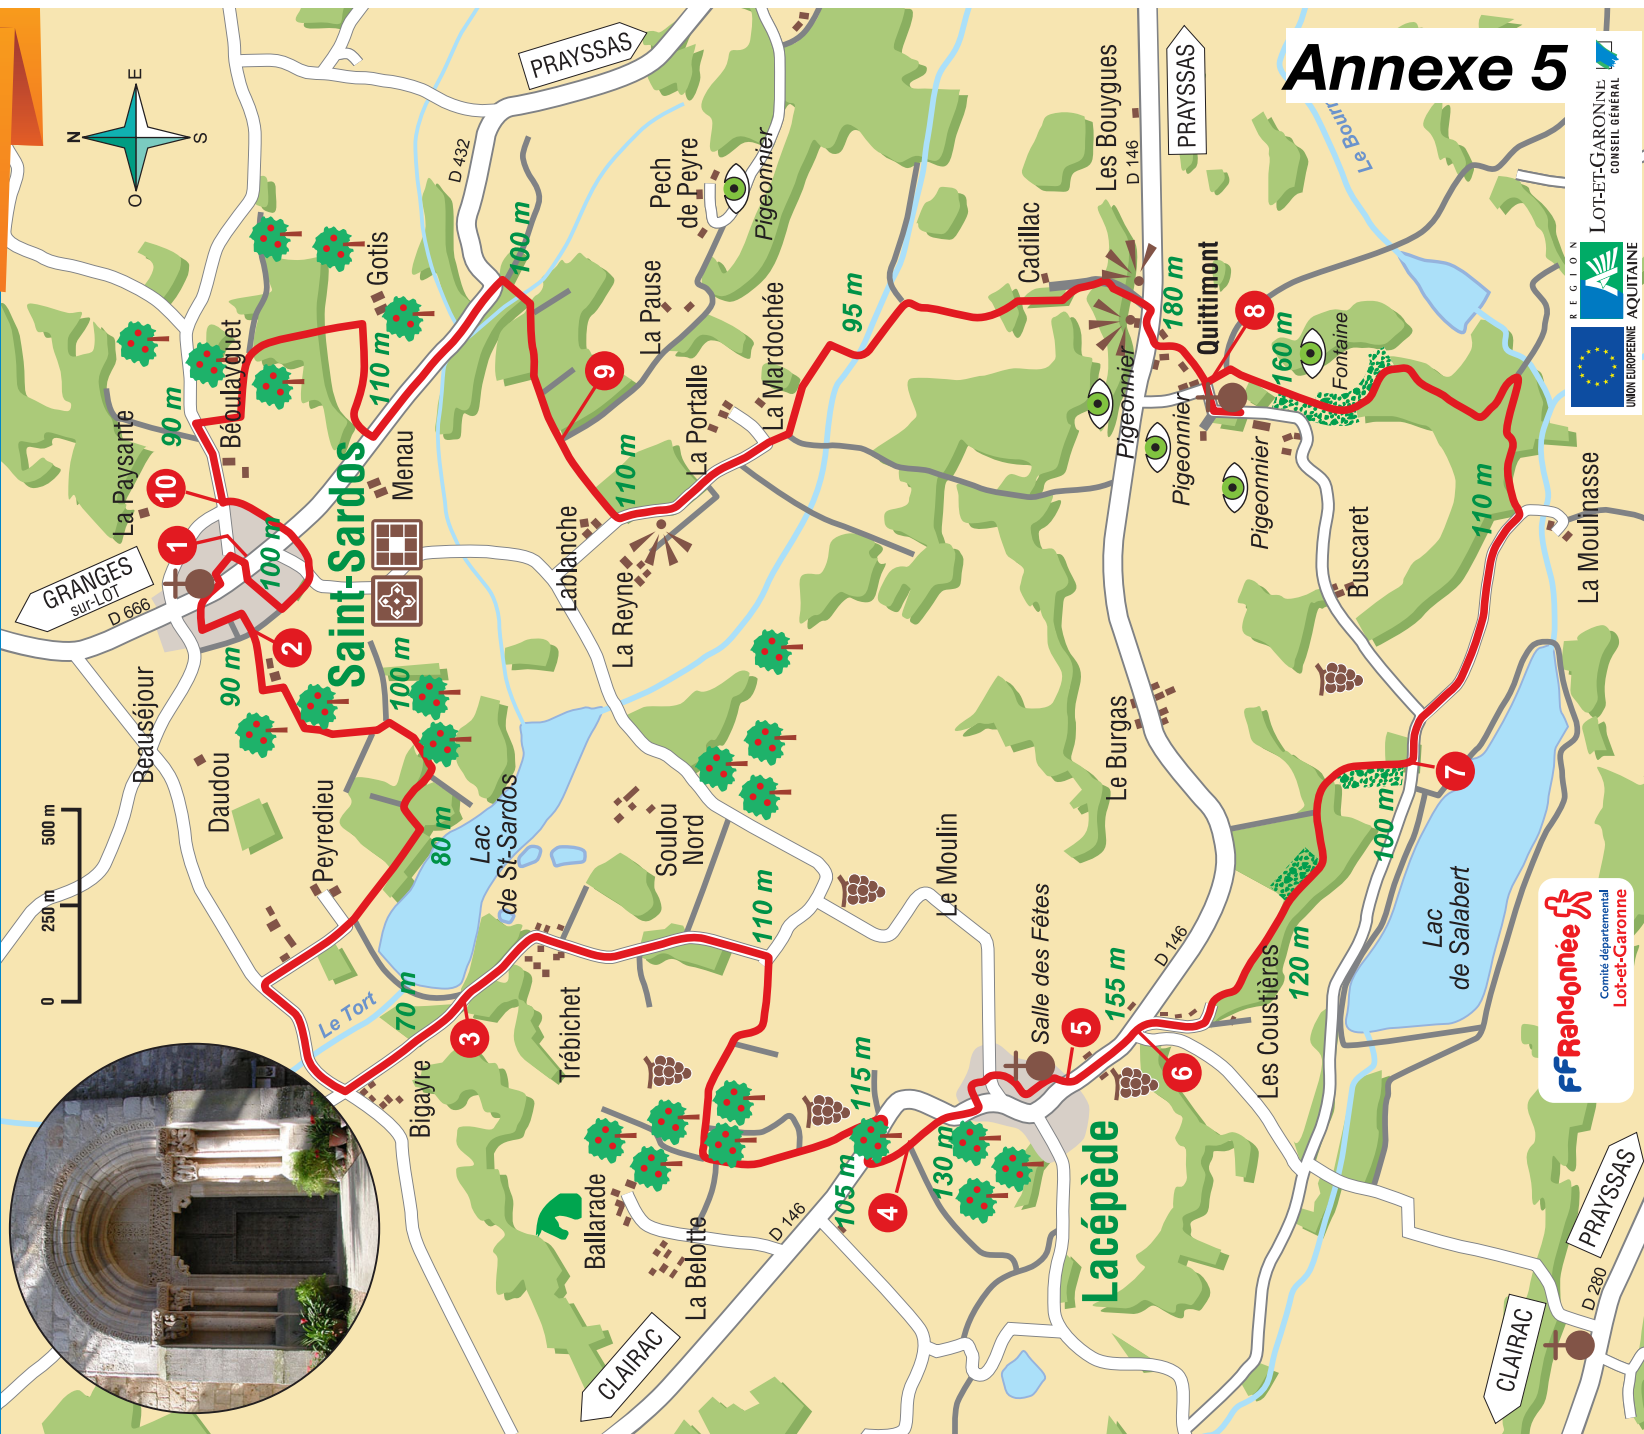 Annexe 5
N
E
S
O
PRAYSSAS
D 432
GRANGES
sur-LOT
D 666
La Paysante
90 m
Béoulayguet
Gotis
110 m
100 m
10
1
100 m
Saint-Sardos
Menau
2
90 m
100 m
Beauséjour
Daudou
Peyredieu
80 m
Lac
de St-Sardos
500 m
250 m
0
Le Tort
70 m
3
Bigayre
Trébichet
Soulou
Nord
110 m
Ballarade
La Belotte
D 146
CLAIRAC
105 m
4
115 m
130 m
Lacépède
Salle des Fêtes
5
155 m
6
D 146
Le Moulin
Le Burgas
Les Coustières
120 m
100 m
7
Lac
de Salabert
La Moulinasse
110 m
Buscaret
Pigeonnier
Pigeonnier
Pigeonnier
Fontaine
160 m
8
Quittimont
180 m
Cadillac
Les Bouygues
D 146
PRAYSSAS
95 m
La Mardochée
La Portalle
La Pause
9
110 m
Lablanche
La Reyne
Pech
de Peyre
Pigeonnier
CLAIRAC
PRAYSSAS
D 280
LOT-ET-GARONNE
CONSEIL GÉNÉRAL
REGION
AQUITAINE
UNION EUROPEENNE
FFRandonnée
Comité départemental
Lot-et-Garonne